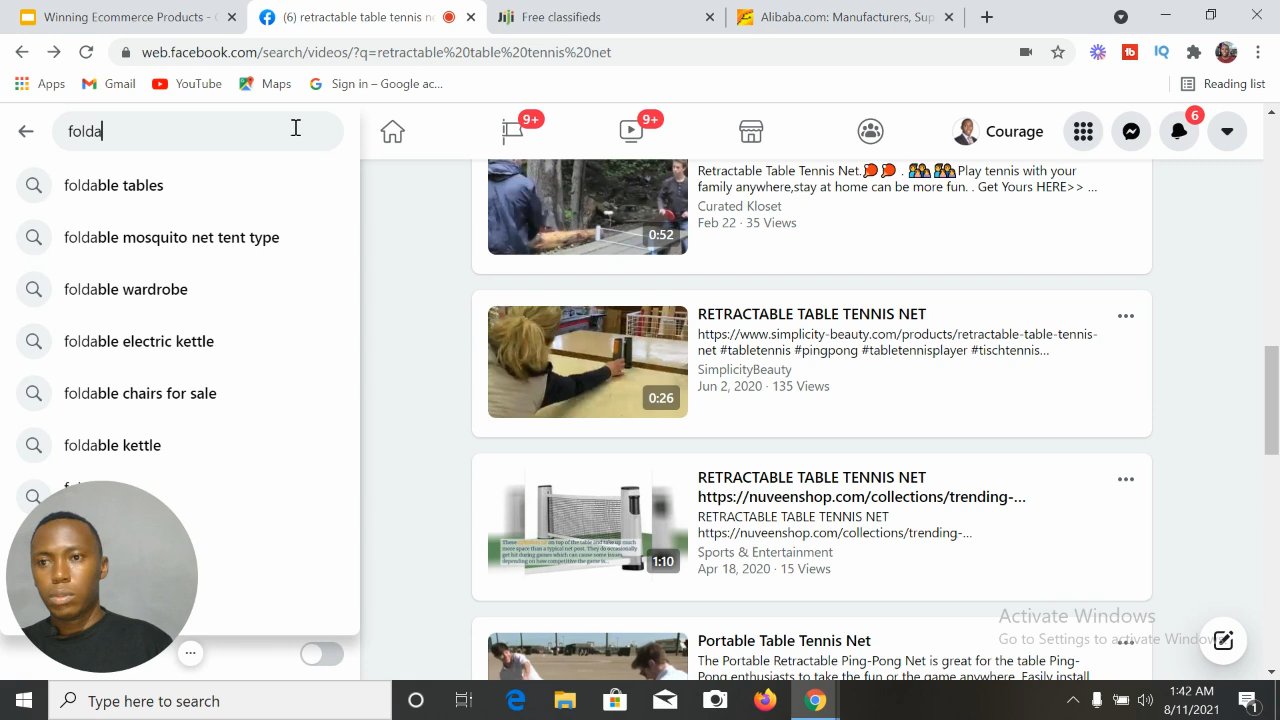 Winning Ecommerce Products -
(6) retractable table tennis n
Free classifieds
Alibaba.com: Manufacturers, Sup
web.facebook.com/search/videos/?q=retractable%20table%20tennis%20net
Apps
Gmail
YouTube
Maps
Sign in – Google ac...
Reading list
folda
9+
9+
Courage
6
foldable tables
foldable mosquito net tent type
foldable wardrobe
foldable electric kettle
foldable chairs for sale
foldable kettle
Retractable Table Tennis Net. . Play tennis with your
family anywhere,stay at home can be more fun. . Get Yours HERE>> ...
Curated Kloset
Feb 22 · 35 Views
0:52
RETRACTABLE TABLE TENNIS NET
https://www.simplicity-beauty.com/products/retractable-table-tennis-
net #tabletennis #pingpong #tabletennisplayer #tischtennis...
SimplicityBeauty
Jun 2, 2020 · 135 Views
0:26
RETRACTABLE TABLE TENNIS NET
https://nuveenshop.com/collections/trending-...
RETRACTABLE TABLE TENNIS NET
https://nuveenshop.com/collections/trending-...
Sports & Entertainment
Apr 18, 2020 · 15 Views
1:10
Portable Table Tennis Net
The Portable Retractable Ping-Pong Net is great for the table Ping-
Pong enthusiasts to take the fun or the game anywhere. Easily install
Activate Windows
Go to Settings to activate Windows.
Type here to search
1:42 AM
8/11/2021
1